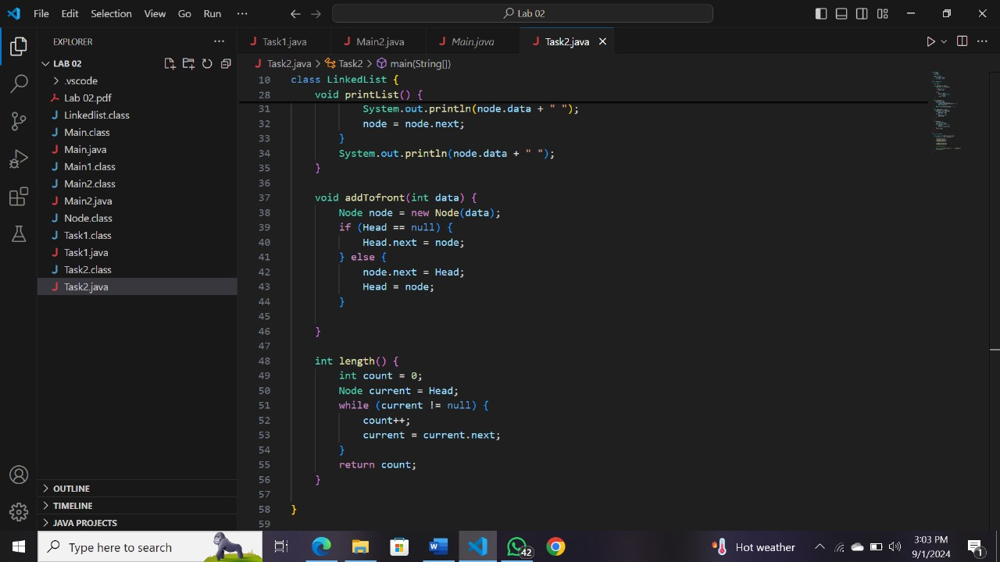 File Edit Selection View Go Run ··· Lab 02
EXPLORER ···
LAB 02
.vscode
Lab 02.pdf
Linkedlist.class
Main.class
Main.java
Main1.class
Main2.class
Main2.java
Node.class
Task1.class
Task1.java
Task2.class
Task2.java
OUTLINE
TIMELINE
JAVA PROJECTS
Task1.java Main2.java Main.java Task2.java
Task2.java > Task2 > main(String[])
10 class LinkedList {
28 void printList() {
31 System.out.println(node.data + " ");
32 node = node.next;
33 }
34 System.out.println(node.data + " ");
35 }
36
37 void addTofront(int data) {
38 Node node = new Node(data);
39 if (Head == null) {
40 Head.next = node;
41 } else {
42 node.next = Head;
43 Head = node;
44 }
45
46 }
47
48 int length() {
49 int count = 0;
50 Node current = Head;
51 while (current != null) {
52 count++;
53 current = current.next;
54 }
55 return count;
56 }
57
58 }
59
Type here to search
42
Hot weather
3:03 PM
9/1/2024
1